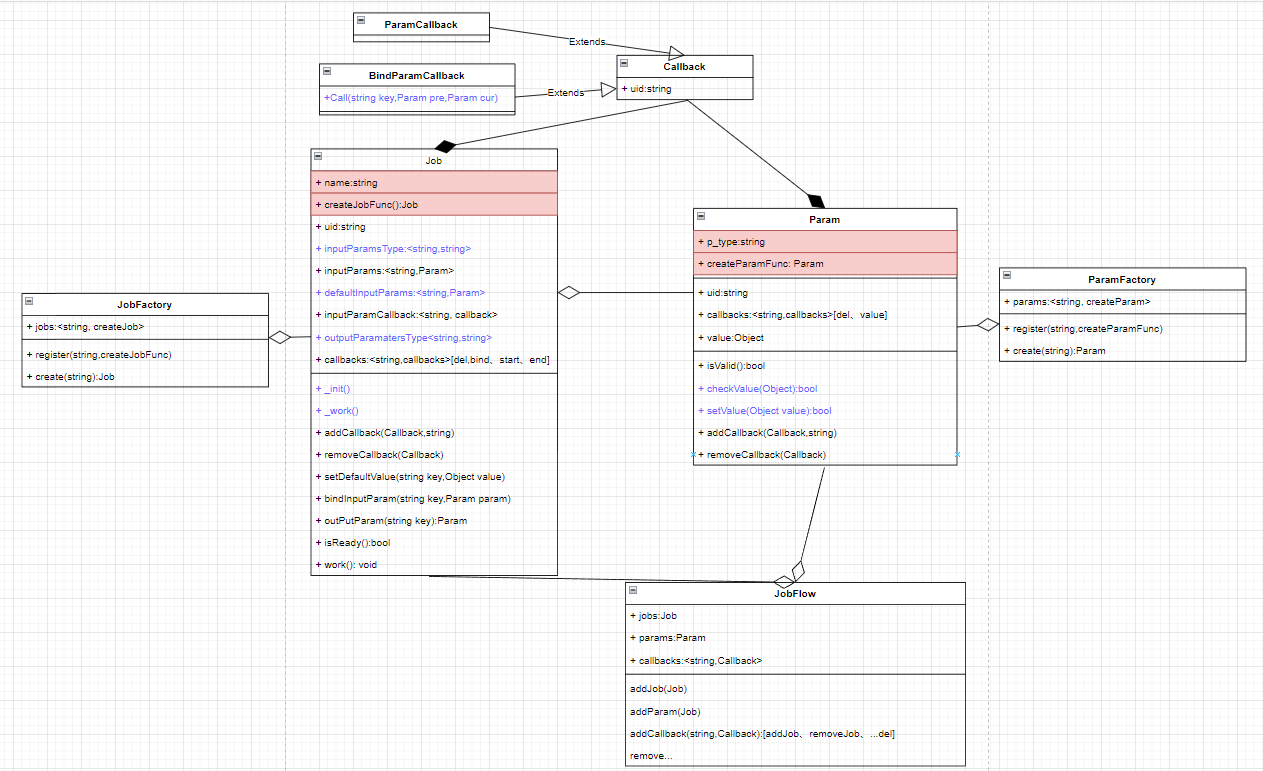 ParamCallback
Extends
Callback
+ uid:string
BindParamCallback
+Call(string key,Param pre,Param cur)
Extends
Job
+ name:string
+ createJobFunc():Job
+ uid:string
+ inputParamsType:<string,string>
+ inputParams:<string,Param>
+ defaultInputParams:<string,Param>
+ inputParamCallback:<string, callback>
+ outputParamatersType<string,string>
+ callbacks:<string,callbacks>[del,bind、start、end]
+ _init()
+ _work()
+ addCallback(Callback,string)
+ removeCallback(Callback)
+ setDefaultValue(string key,Object value)
+ bindInputParam(string key,Param param)
+ outPutParam(string key):Param
+ isReady():bool
+ work(): void
Param
+ p_type:string
+ createParamFunc: Param
+ uid:string
+ callbacks:<string,callbacks>[del、value]
+ value:Object
+ isValid():bool
+ checkValue(Object):bool
+ setValue(Object value):bool
+ addCallback(Callback,string)
+ removeCallback(Callback)
ParamFactory
+ params:<string, createParam>
+ register(string,createParamFunc)
+ create(string):Param
JobFactory
+ jobs:<string, createJob>
+ register(string,createJobFunc)
+ create(string):Job
JobFlow
+ jobs:Job
+ params:Param
+ callbacks:<string,Callback>
addJob(Job)
addParam(Job)
addCallback(string,Callback):[addJob、removeJob、...del]
remove...